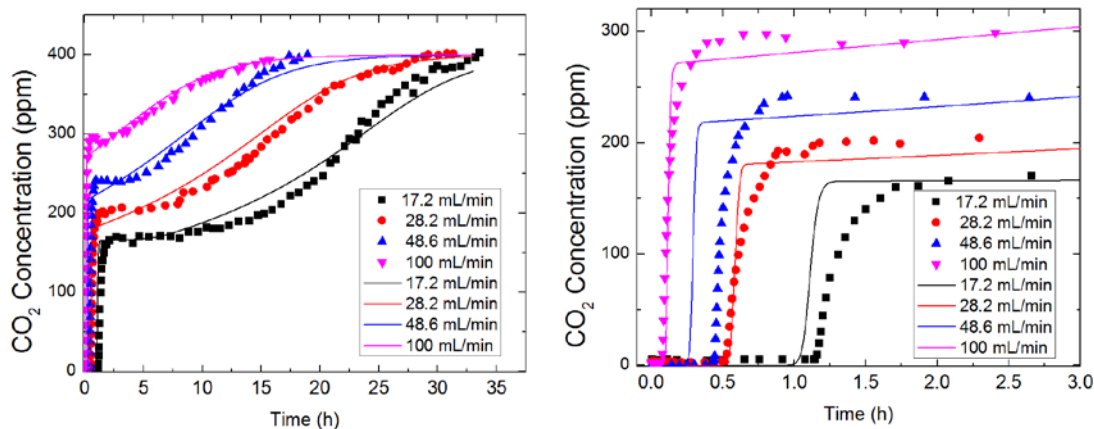 CO₂ Concentration (ppm)
400
300
200
100
0
0 5 10 15 20 25 30 35
Time (h)
17.2 mL/min
28.2 mL/min
48.6 mL/min
100 mL/min
17.2 mL/min
28.2 mL/min
48.6 mL/min
100 mL/min
CO₂ Concentration (ppm)
300
200
100
0
0.0 0.5 1.0 1.5 2.0 2.5 3.0
Time (h)
17.2 mL/min
28.2 mL/min
48.6 mL/min
100 mL/min
17.2 mL/min
28.2 mL/min
48.6 mL/min
100 mL/min